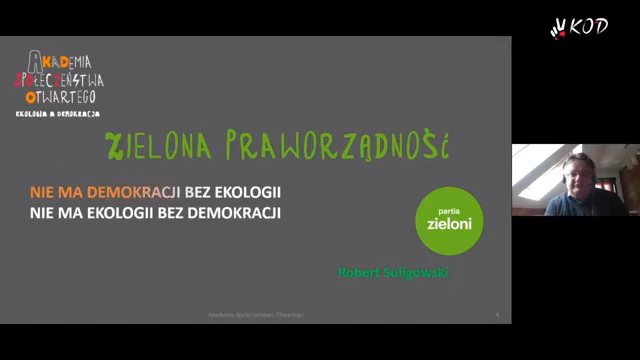 KOD
AKADEMIA
SPOŁECZEŃSTWA
OTWARTEGO
EKOLOGIA A DEMOKRACJA
ZIELONA PRAWORZĄDNOŚĆ
NIE MA DEMOKRACJI BEZ EKOLOGII
NIE MA EKOLOGII BEZ DEMOKRACJI
partia
zieloni
Robert Suligowski
Akademia Społeczeństwa Otwartego
4